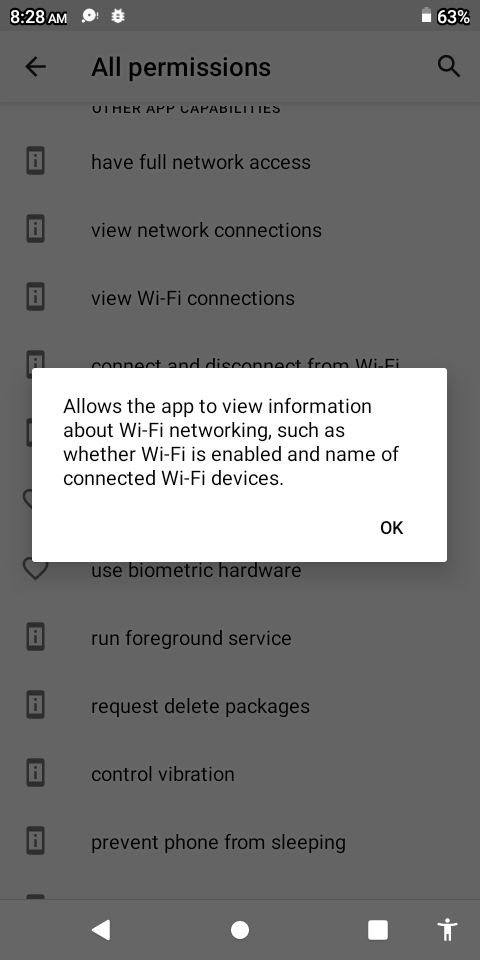 8:28 AM
63%
All permissions
OTHER APP CAPABILITIES
have full network access
view network connections
view Wi-Fi connections
connect and disconnect from Wi-Fi
Allows the app to view information
about Wi-Fi networking, such as
whether Wi-Fi is enabled and name of
connected Wi-Fi devices.
OK
use biometric hardware
run foreground service
request delete packages
control vibration
prevent phone from sleeping